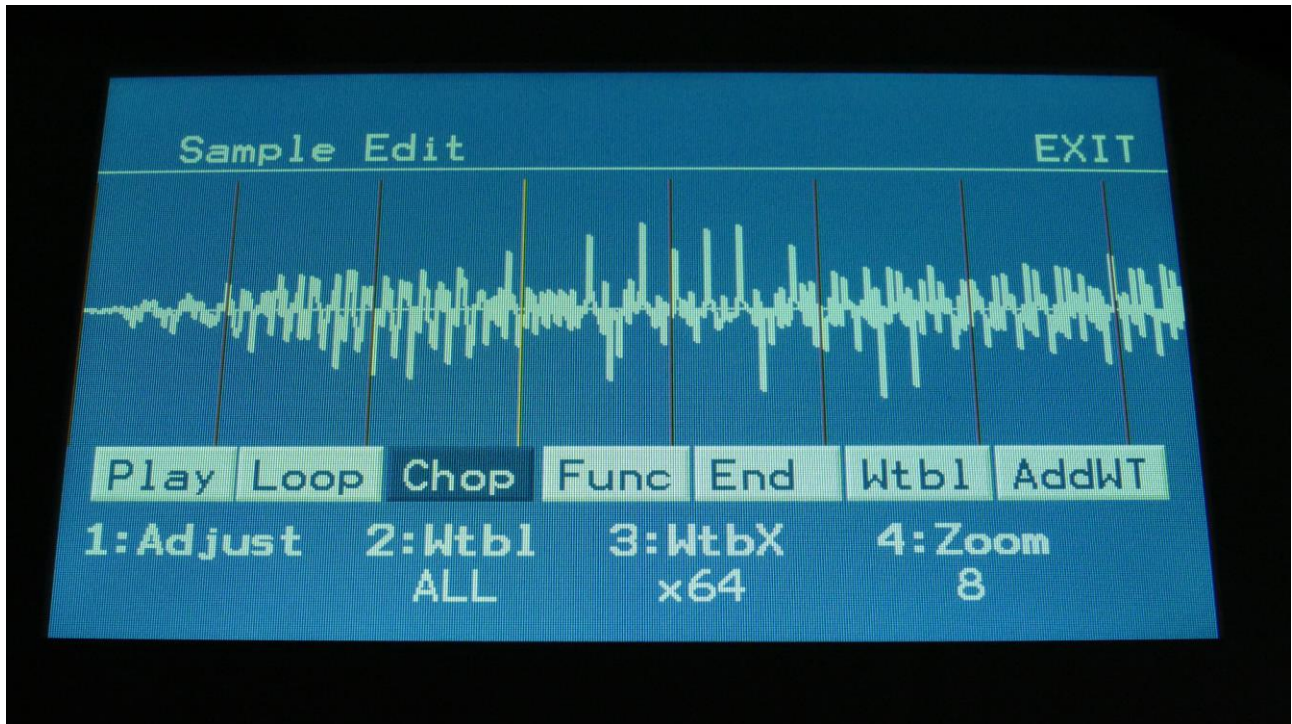 Sample Edit EXIT
Play Loop Chop Func End Wtbl AddWT
1:Adjust 2:Wtbl 3:WtbX 4:Zoom
ALL x64 8